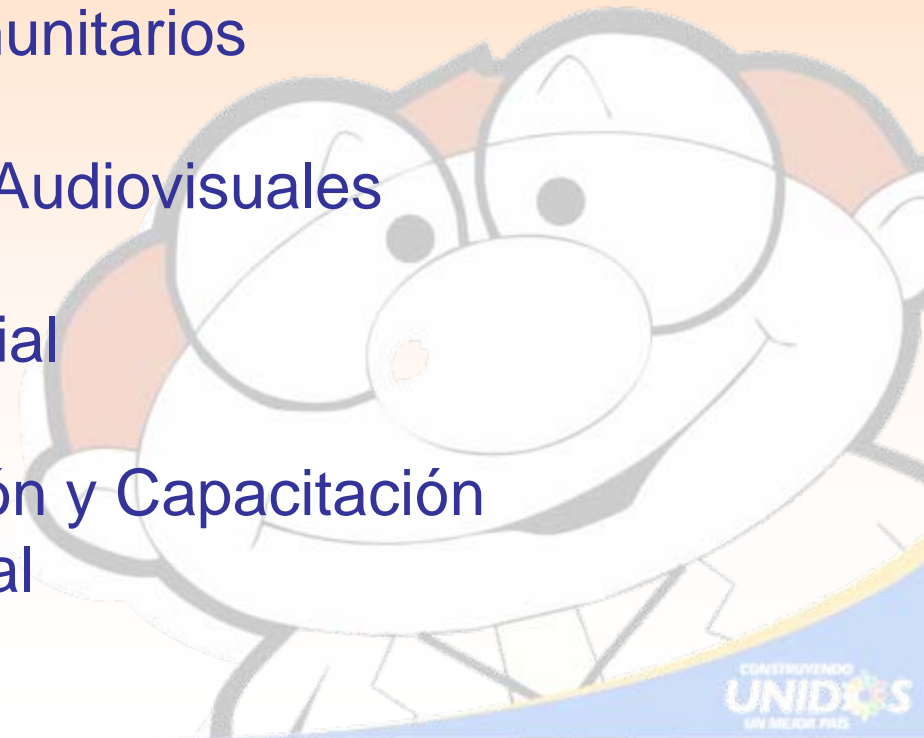 unitarios
Audiovisuales
ial
ón y Capacitación
al
CONSTRUYENDO
UNIDOS
UN MEJOR PAÍS